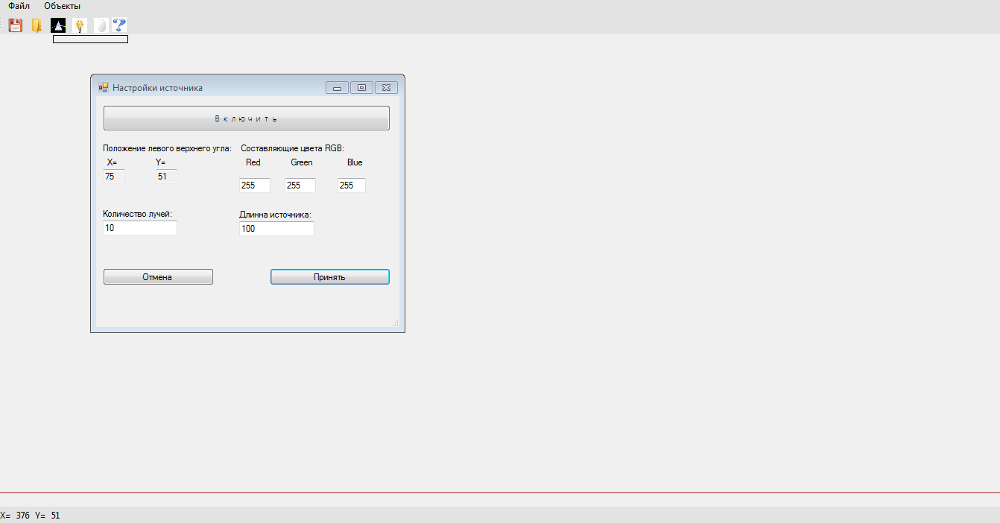 Файл Объекты
Настройки источника
Включить
Положение левого верхнего угла: Составляющие цвета RGB:
X= Y= Red Green Blue
75 51
255 255 255
Количество лучей: Длинна источника:
10 100
Отмена Принять
X= 376 Y= 51